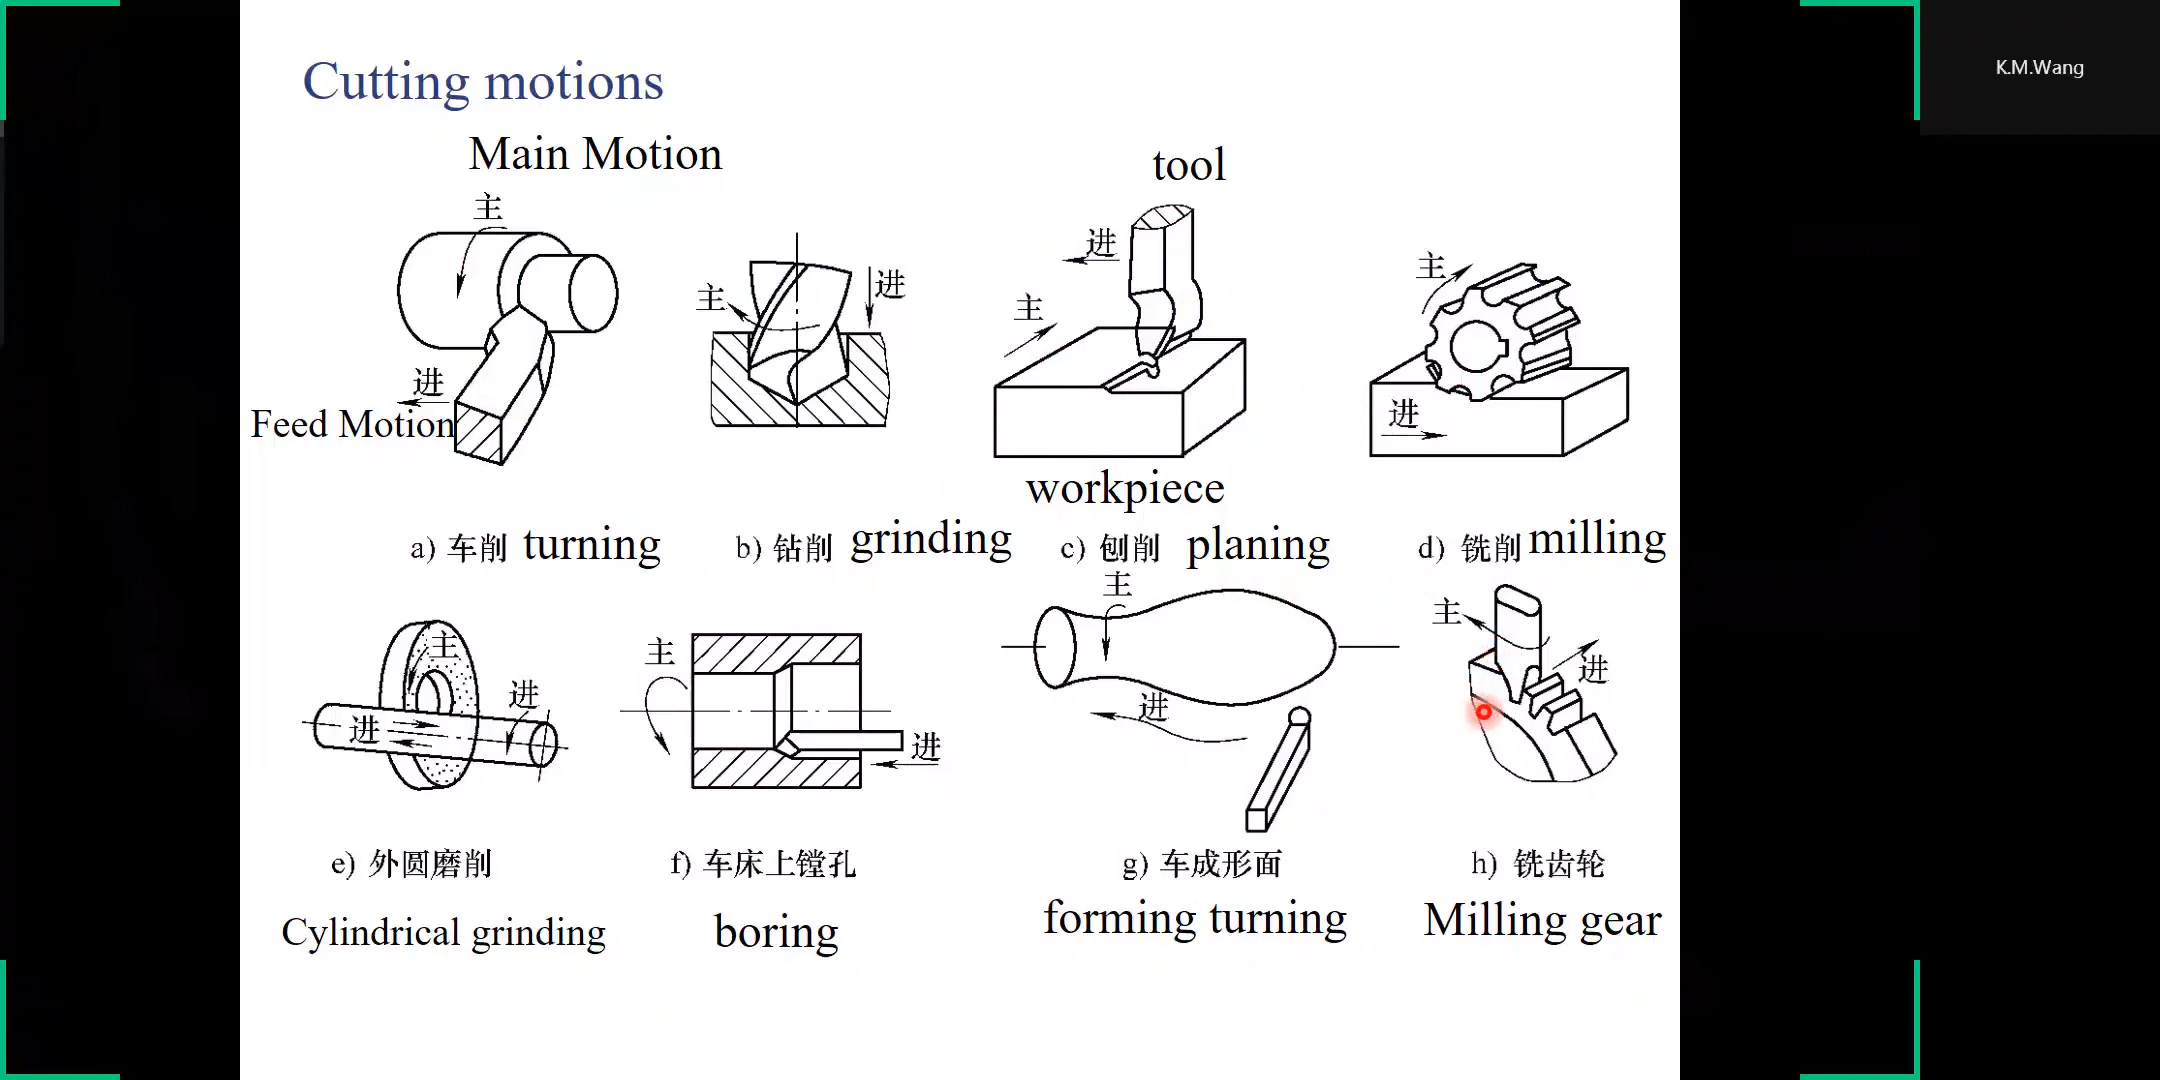 K.M.Wang
Cutting motions
Main Motion
tool
主
主
进
进
主
进
主
进
主
进
Feed Motion
workpiece
a) 车削 turning
b) 钻削 grinding
c) 刨削 planing
d) 铣削 milling
主
进
进
主
进
主
进
主
进
e) 外圆磨削
f) 车床上镗孔
g) 车成形面
h) 铣齿轮
Cylindrical grinding
boring
forming turning
Milling gear